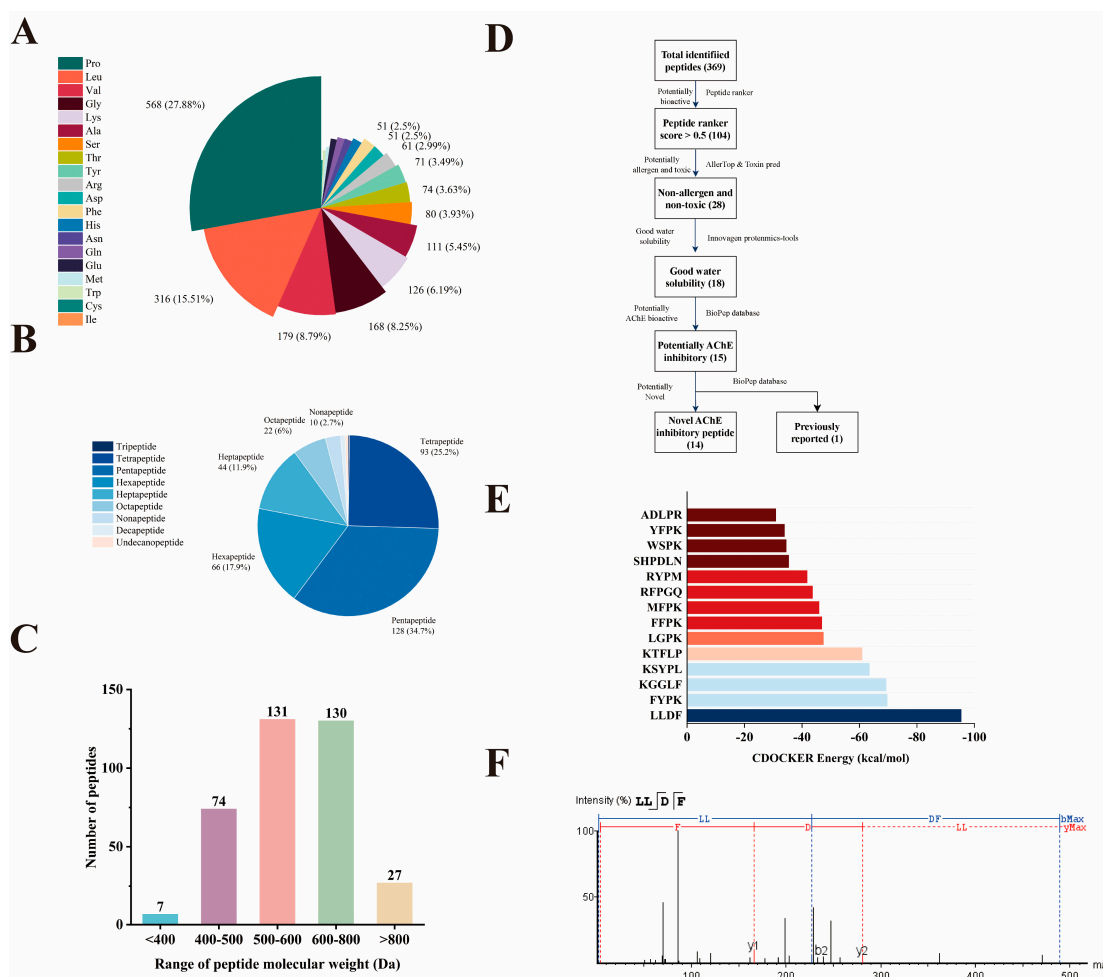 A
Pro
Leu
Val
Gly
Lys
Ala
Ser
Thr
Tyr
Arg
Asp
Phe
His
Asn
Gln
Glu
Met
Trp
Cys
Ile
568 (27.88%)
51 (2.5%)
51 (2.5%)
61 (2.99%)
71 (3.49%)
74 (3.63%)
80 (3.93%)
111 (5.45%)
126 (6.19%)
168 (8.25%)
179 (8.79%)
316 (15.51%)
B
Tripeptide
Tetrapeptide
Pentapeptide
Hexapeptide
Heptapeptide
Octapeptide
Nonapeptide
Decapeptide
Undecanopeptide
Nonapeptide
10 (2.7%)
Octapeptide
22 (6%)
Heptapeptide
44 (11.9%)
Hexapeptide
66 (17.9%)
Tetrapeptide
93 (25.2%)
Pentapeptide
128 (34.7%)
C
Number of peptides
150
100
50
0
7
74
131
130
27
<400
400-500
500-600
600-800
>800
Range of peptide molecular weight (Da)
D
Total identifiied
peptides (369)
Potentially
bioactive
Peptide ranker
Peptide ranker
score > 0.5 (104)
Potentially
allergen and toxic
AllerTop & Toxin pred
Non-allergen and
non-toxic (28)
Good water
solubility
Innovagen protenmics-tools
Good water
solubility (18)
Potentially
AChE bioactive
BioPep database
Potentially AChE
inhibitory (15)
Potentially
Novel
BioPep database
Novel AChE
inhibitory peptide
(14)
Previously
reported (1)
E
ADLPR
YFPK
WSPK
SHPDLN
RYPM
RFPGQ
MFPK
FFPK
LGPK
KTFLP
KSYPL
KGGLF
FYPK
LLDF
0
-20
-40
-60
-80
-100
CDOCKER Energy (kcal/mol)
F
Intensity (%) LL D F
LL DF bMax
F D LL yMax
100
50
y1
b2
y2
100
200
300
400
500
m